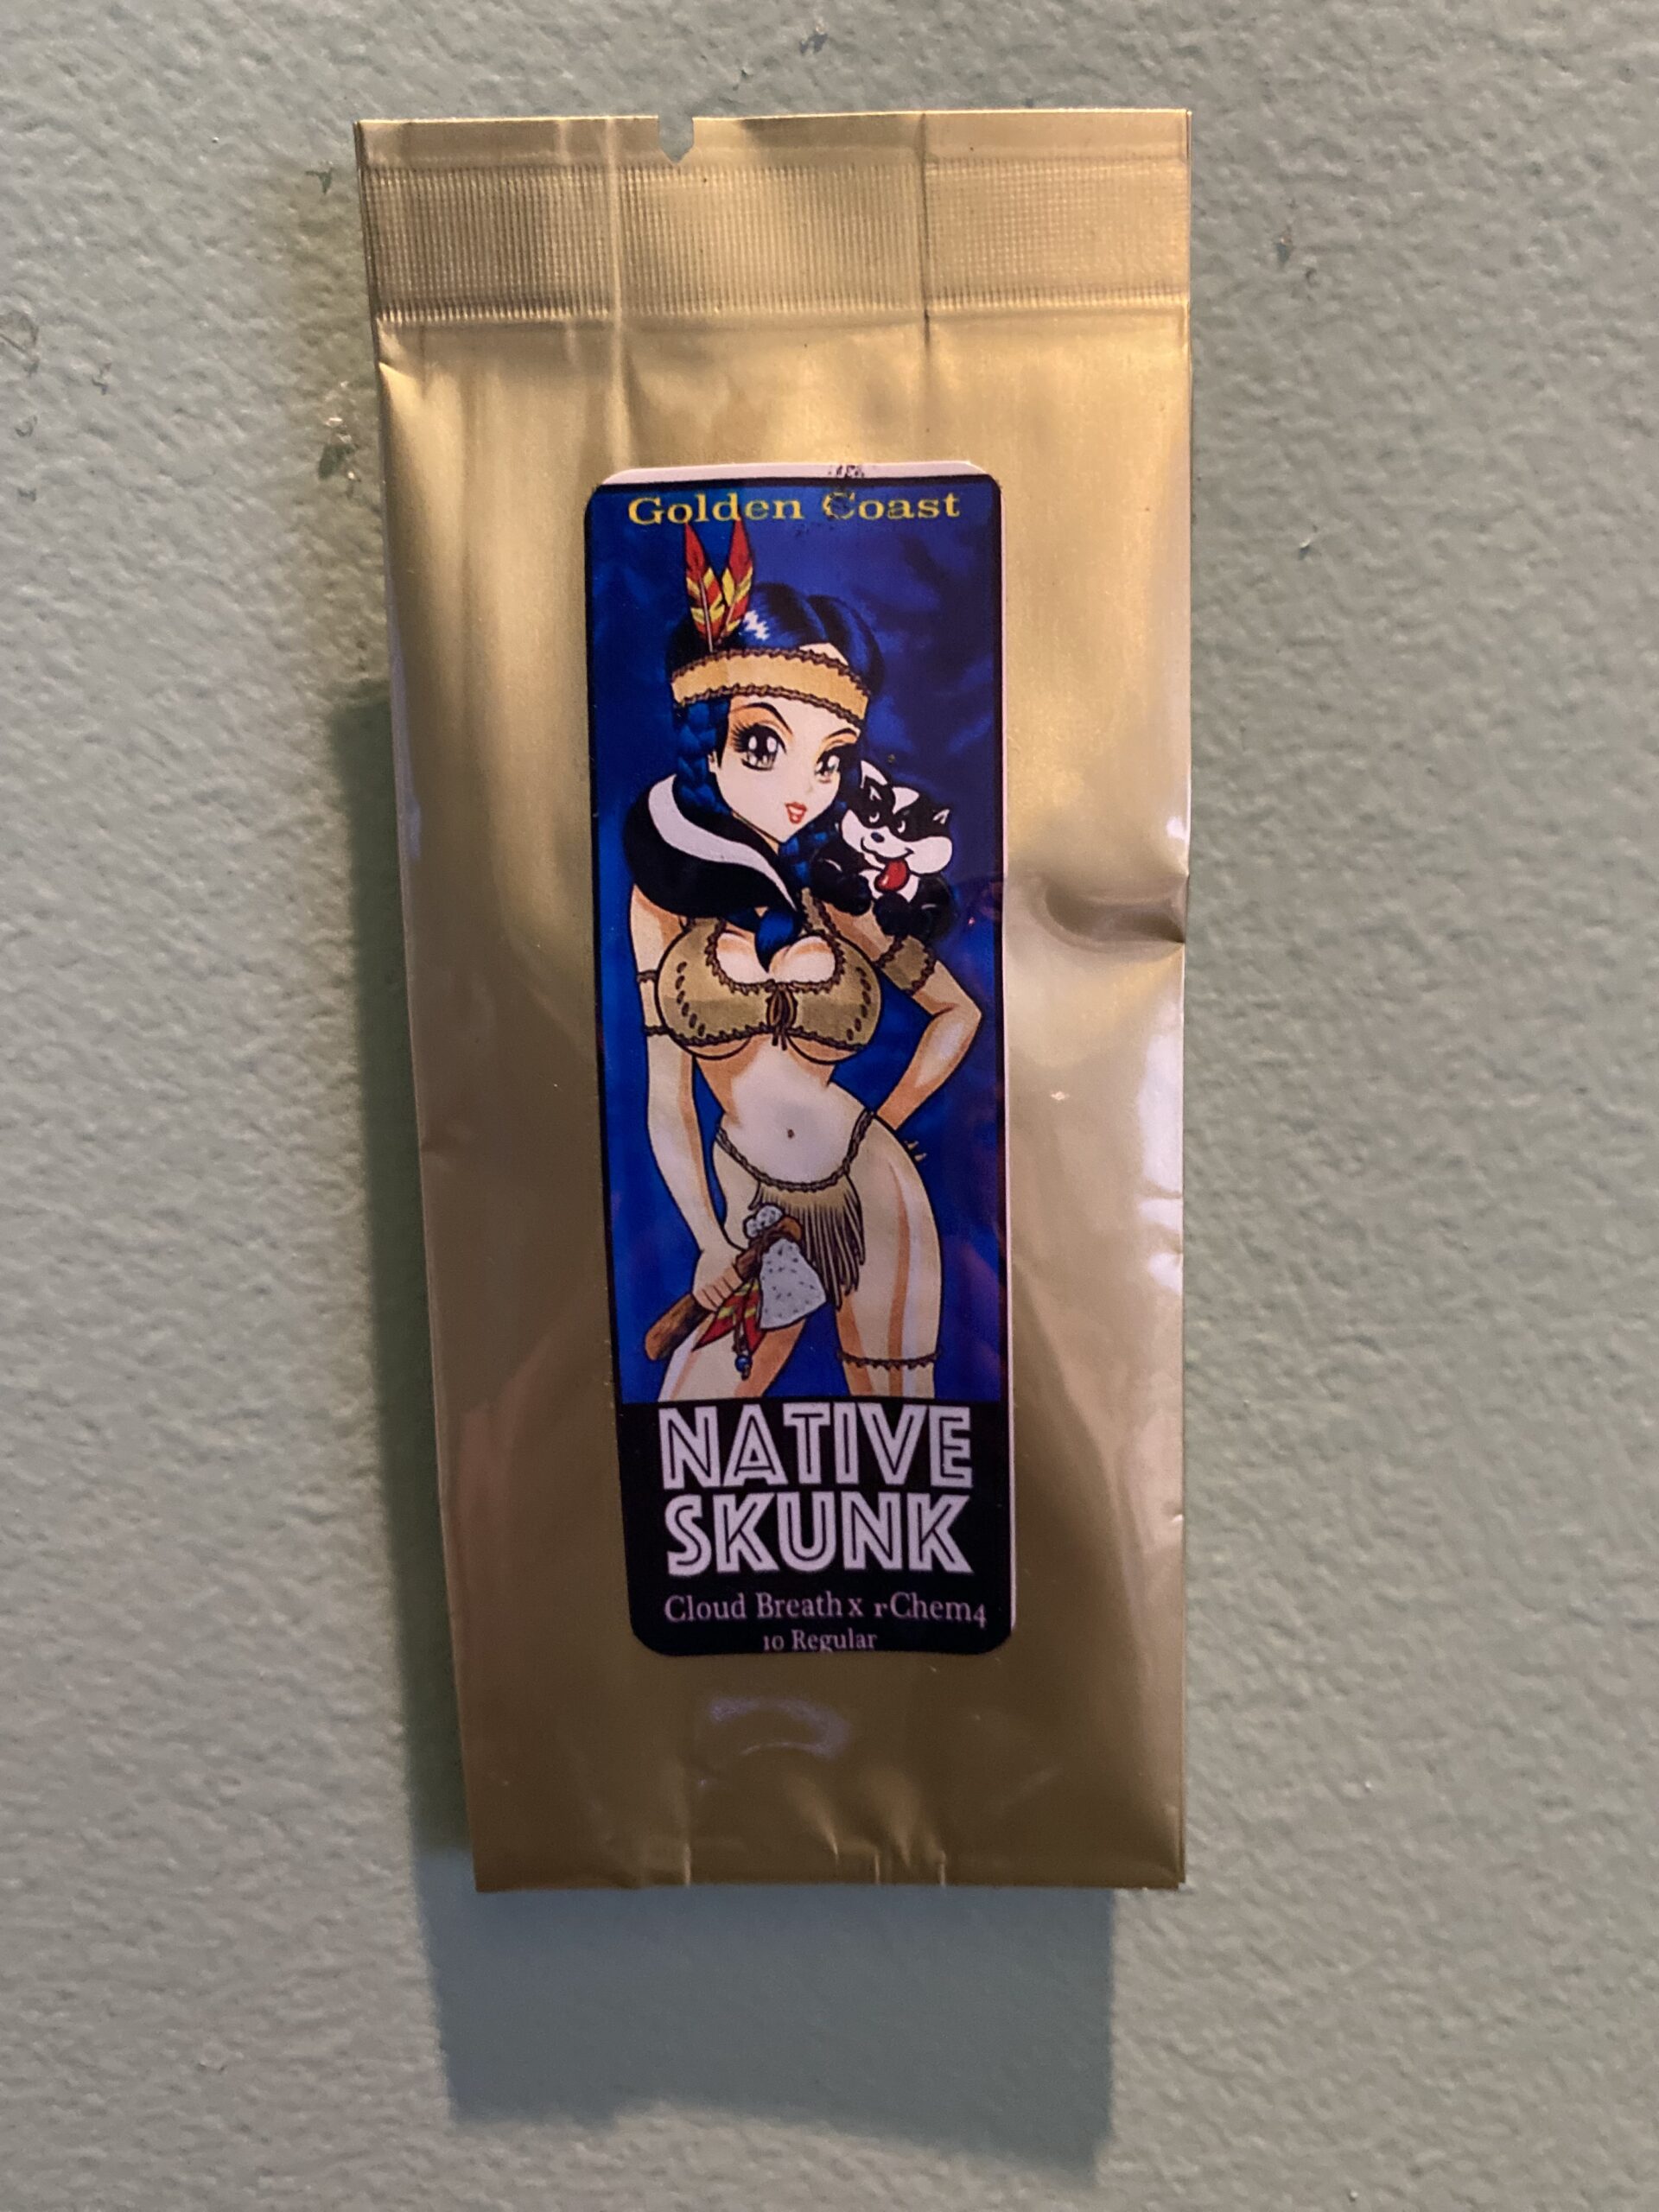 Golden Coast
NATIVE
SKUNK
Cloud Breath x rChem4
10 Regular